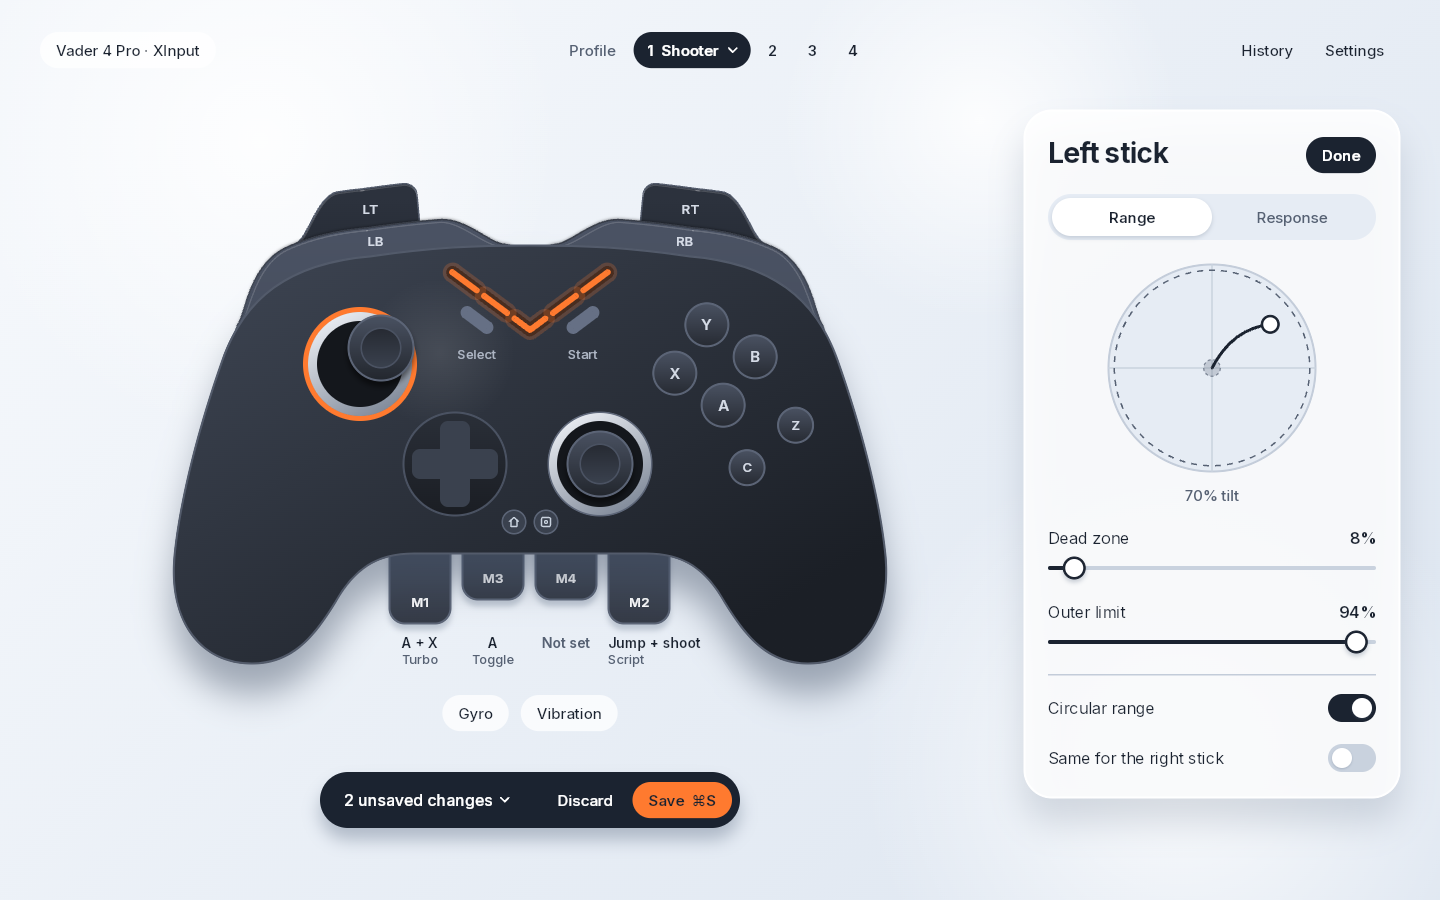 Vader 4 Pro · XInput
Profile
1 Shooter
2
3
4
History
Settings
LT
RT
LB
RB
Select
Start
Y
B
X
A
Z
C
M1
M3
M4
M2
A + X
Turbo
A
Toggle
Not set
Jump + shoot
Script
Gyro
Vibration
2 unsaved changes
Discard
Save ⌘S
Left stick
Done
Range
Response
70% tilt
Dead zone
8%
Outer limit
94%
Circular range
Same for the right stick